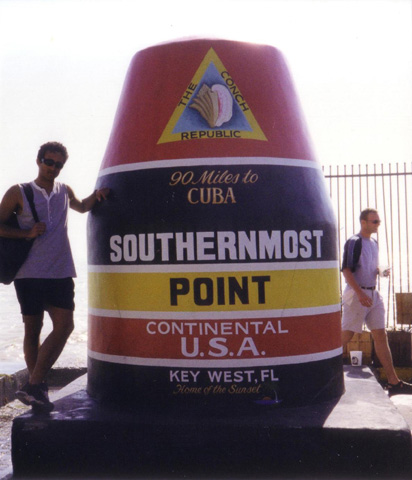 THE CONCH
REPUBLIC
90 Miles to
CUBA
SOUTHERNMOST
POINT
CONTINENTAL
U.S.A.
KEY WEST, FL
Home of the Sunset